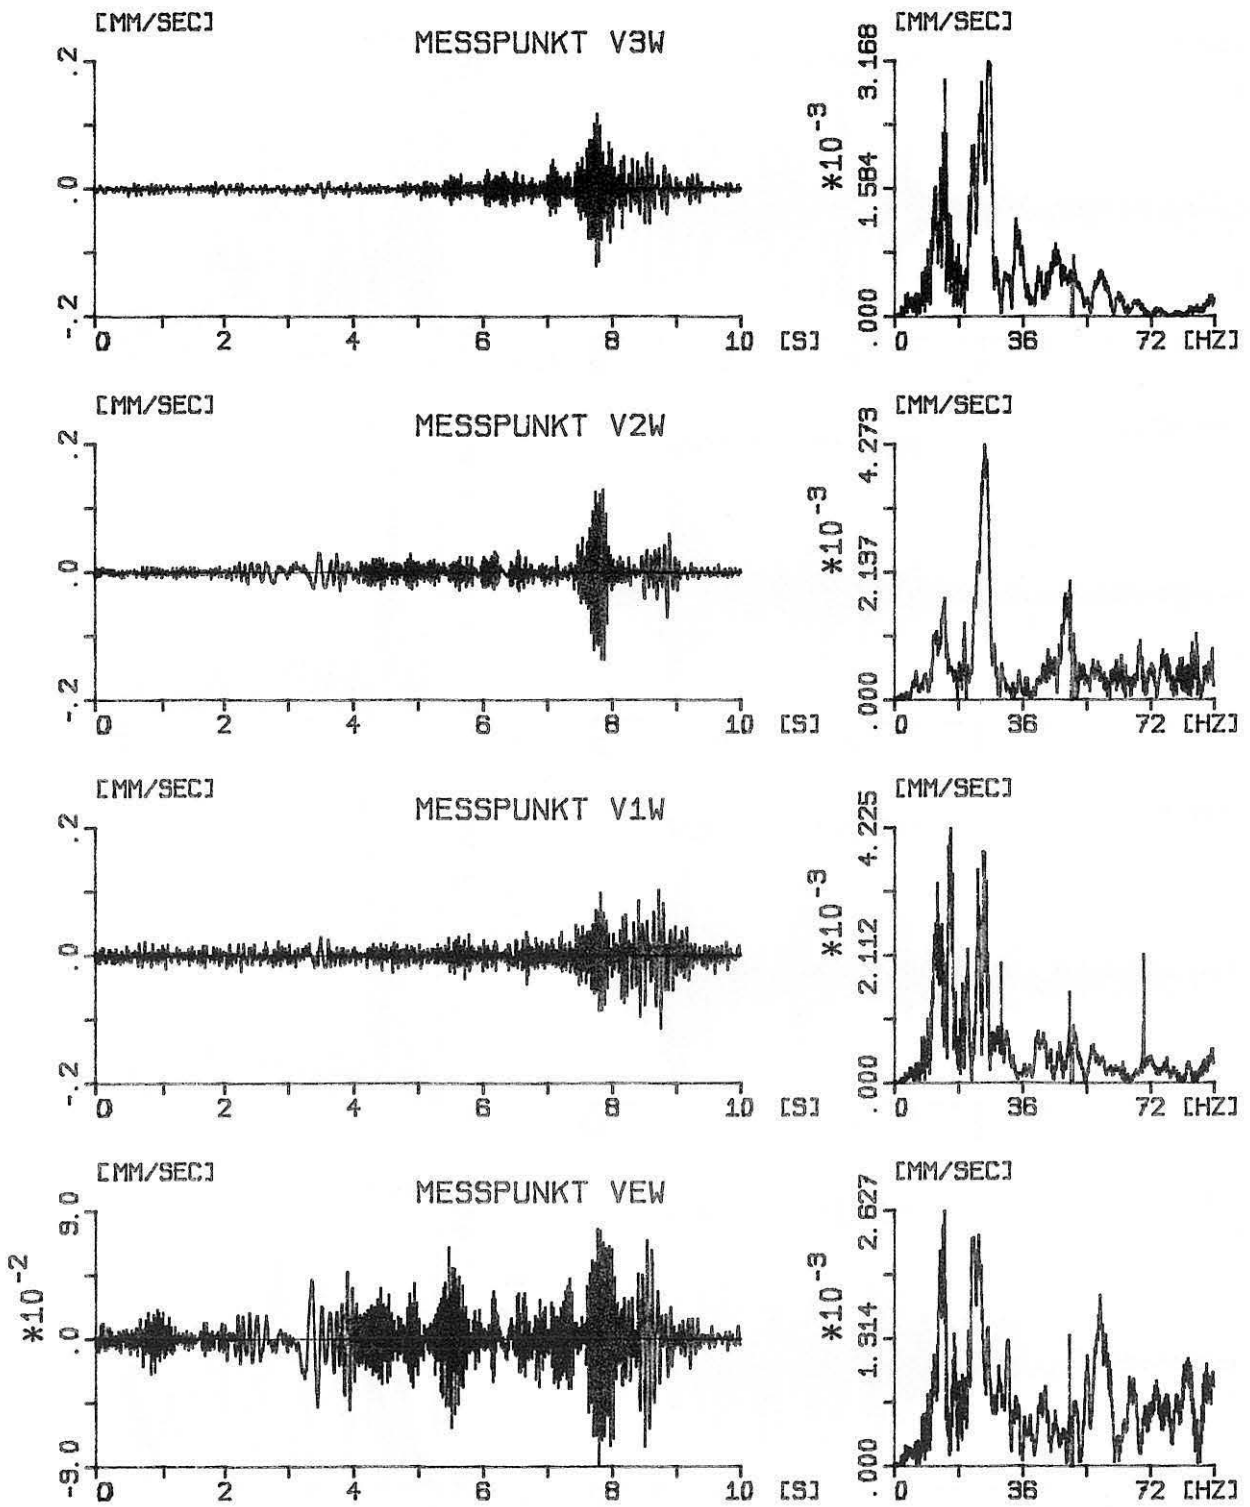 [MM/SEC]
MESSPUNKT V3W
.2
.0
-.2
0 2 4 6 8 10 [S]
[MM/SEC]
*10⁻³
3.168
1.584
.000
0 36 72 [HZ]
[MM/SEC]
MESSPUNKT V2W
.2
.0
-.2
0 2 4 6 8 10 [S]
[MM/SEC]
*10⁻³
4.273
2.137
.000
0 36 72 [HZ]
[MM/SEC]
MESSPUNKT V1W
.2
.0
-.2
0 2 4 6 8 10 [S]
[MM/SEC]
*10⁻³
4.225
2.112
.000
0 36 72 [HZ]
[MM/SEC]
MESSPUNKT VEW
*10⁻²
9.0
.0
-9.0
0 2 4 6 8 10 [S]
[MM/SEC]
*10⁻³
2.627
1.314
.000
0 36 72 [HZ]